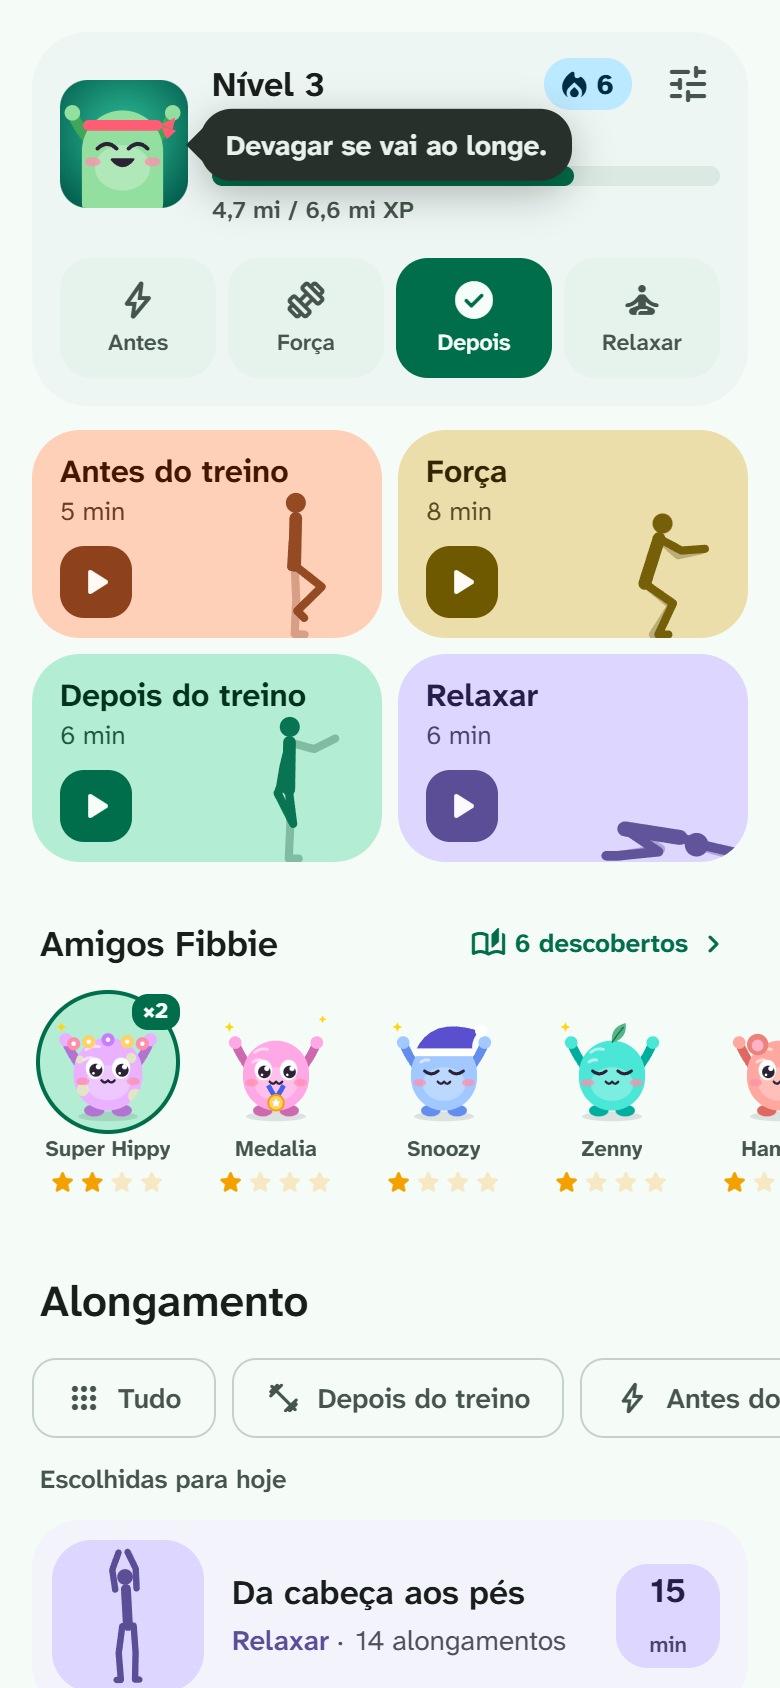 Nível 3
6
Devagar se vai ao longe.
4,7 mi / 6,6 mi XP
Antes
Força
Depois
Relaxar
Antes do treino
5 min
Força
8 min
Depois do treino
6 min
Relaxar
6 min
Amigos Fibbie
6 descobertos
×2
Super Hippy
Medalia
Snoozy
Zenny
Han
Alongamento
Tudo
Depois do treino
Antes do
Escolhidas para hoje
Da cabeça aos pés
Relaxar · 14 alongamentos
15
min